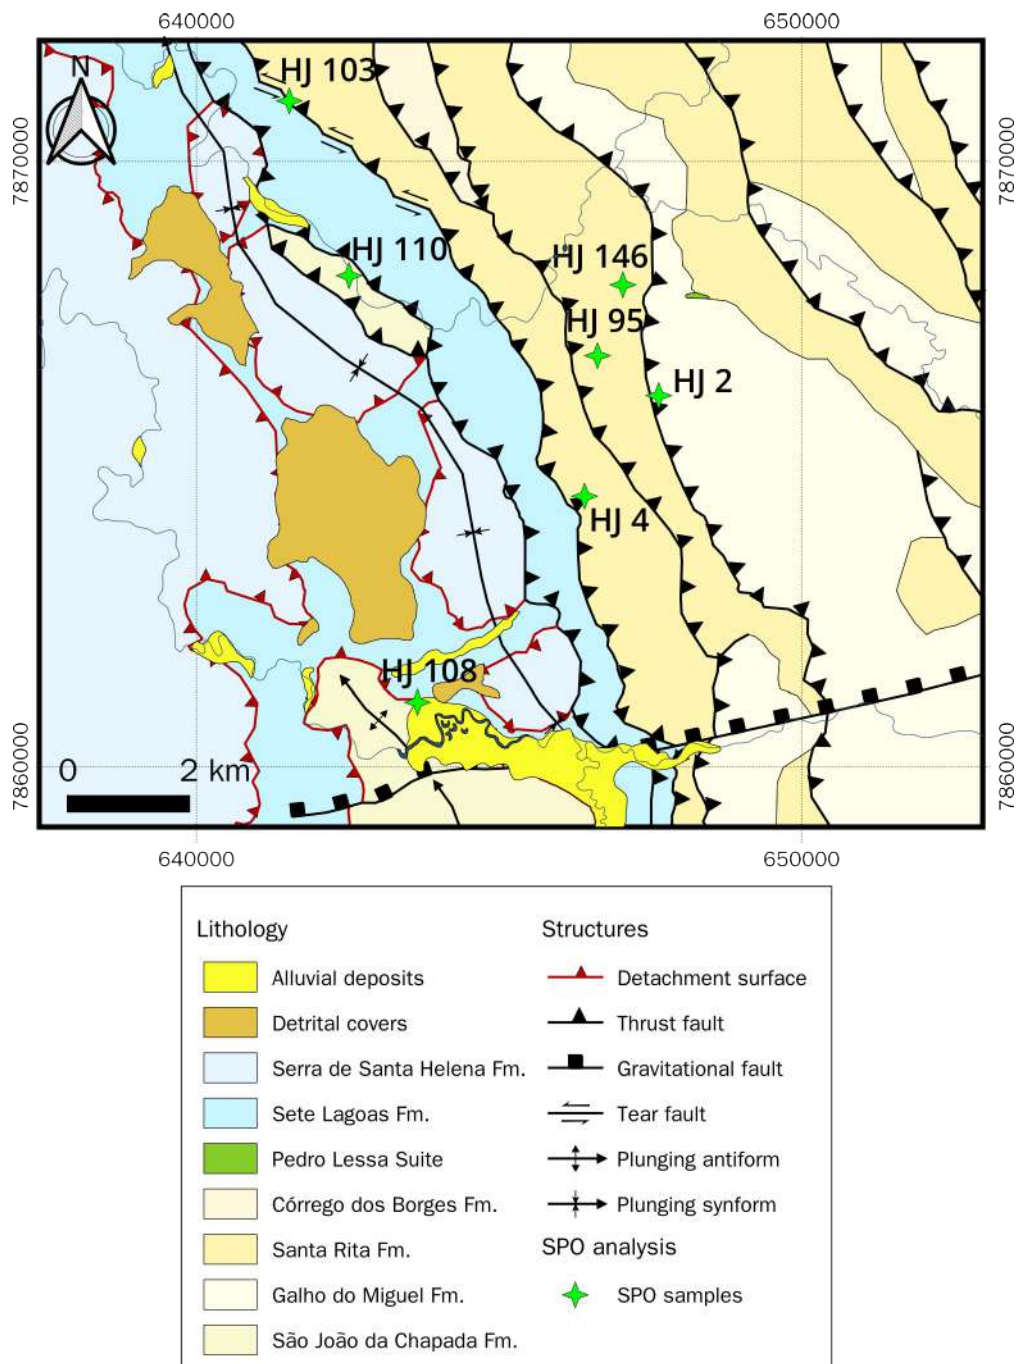 640000
650000
N
HJ 103
7870000
7870000
HJ 110
HJ 146
HJ 95
HJ 2
HJ 4
HJ 108
0 2 km
7860000
7860000
640000
650000
Lithology
Alluvial deposits
Detrital covers
Serra de Santa Helena Fm.
Sete Lagoas Fm.
Pedro Lessa Suite
Córrego dos Borges Fm.
Santa Rita Fm.
Galho do Miguel Fm.
São João da Chapada Fm.
Structures
Detachment surface
Thrust fault
Gravitational fault
Tear fault
Plunging antiform
Plunging synform
SPO analysis
SPO samples